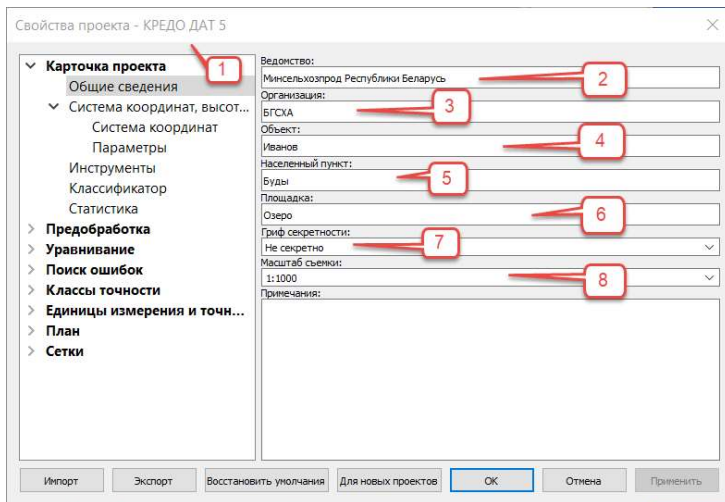 Свойства проекта - КРЕДО ДАТ 5
Карточка проекта
Общие сведения
Система координат, высот...
Система координат
Параметры
Инструменты
Классификатор
Статистика
Предобработка
Уравнивание
Поиск ошибок
Классы точности
Единицы измерения и точн...
План
Сетки
1
Ведомство:
Минсельхозпрод Республики Беларусь
2
Организация:
БГСХА
3
Объект:
Иванов
4
Населенный пункт:
Буды
5
Площадка:
Озеро
6
Гриф секретности:
Не секретно
7
Масштаб съемки:
1:1000
8
Примечания:
Импорт
Экспорт
Восстановить умолчания
Для новых проектов
OK
Отмена
Применить